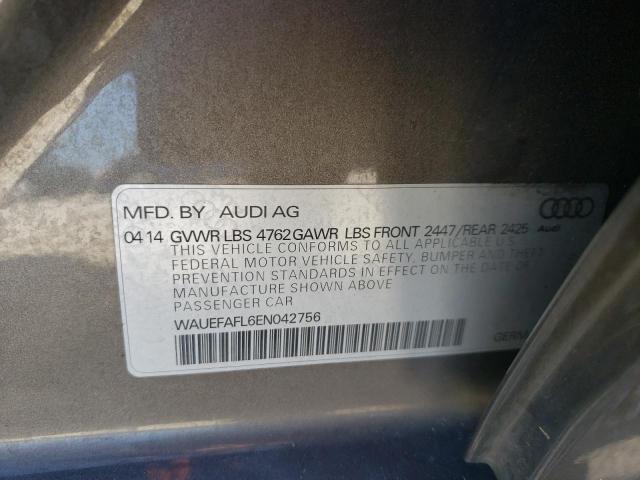 MFD. BY AUDI AG
04 14 GVWR LBS 4762 GAWR LBS FRONT 2447/REAR 2425 Audi
THIS VEHICLE CONFORMS TO ALL APPLICABLE U.S.
FEDERAL MOTOR VEHICLE SAFETY, BUMPER AND THEFT
PREVENTION STANDARDS IN EFFECT ON THE DATE OF
MANUFACTURE SHOWN ABOVE
PASSENGER CAR
WAUEFAFL6EN042756
GERM